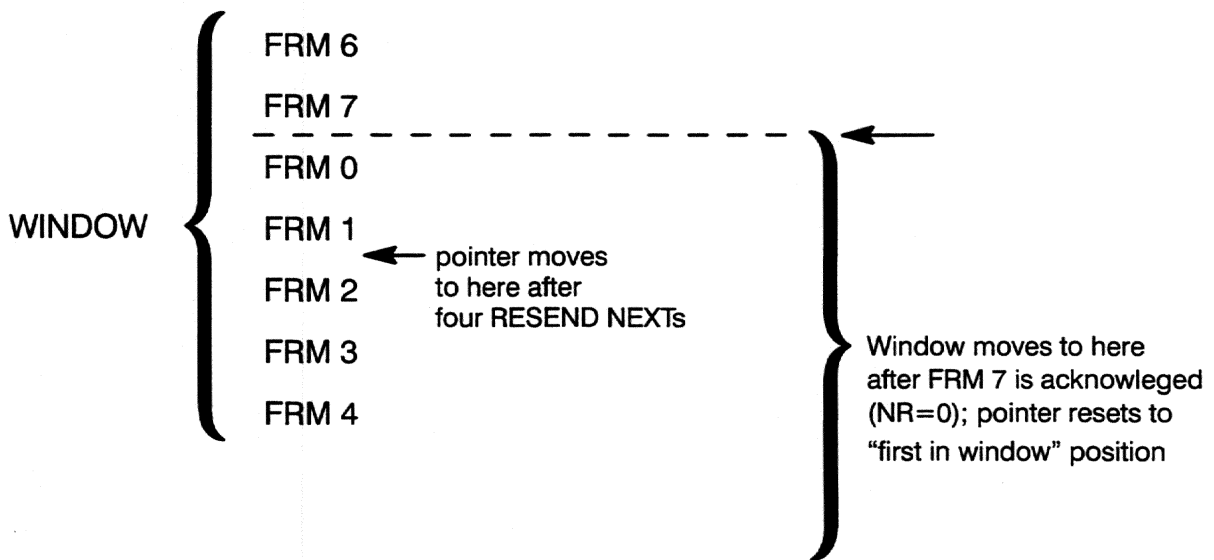 FRM 6
FRM 7
FRM 0
WINDOW
FRM 1
pointer moves
to here after
four RESEND NEXTs
FRM 2
FRM 3
FRM 4
Window moves to here
after FRM 7 is acknowleged
(NR=0); pointer resets to
“first in window” position